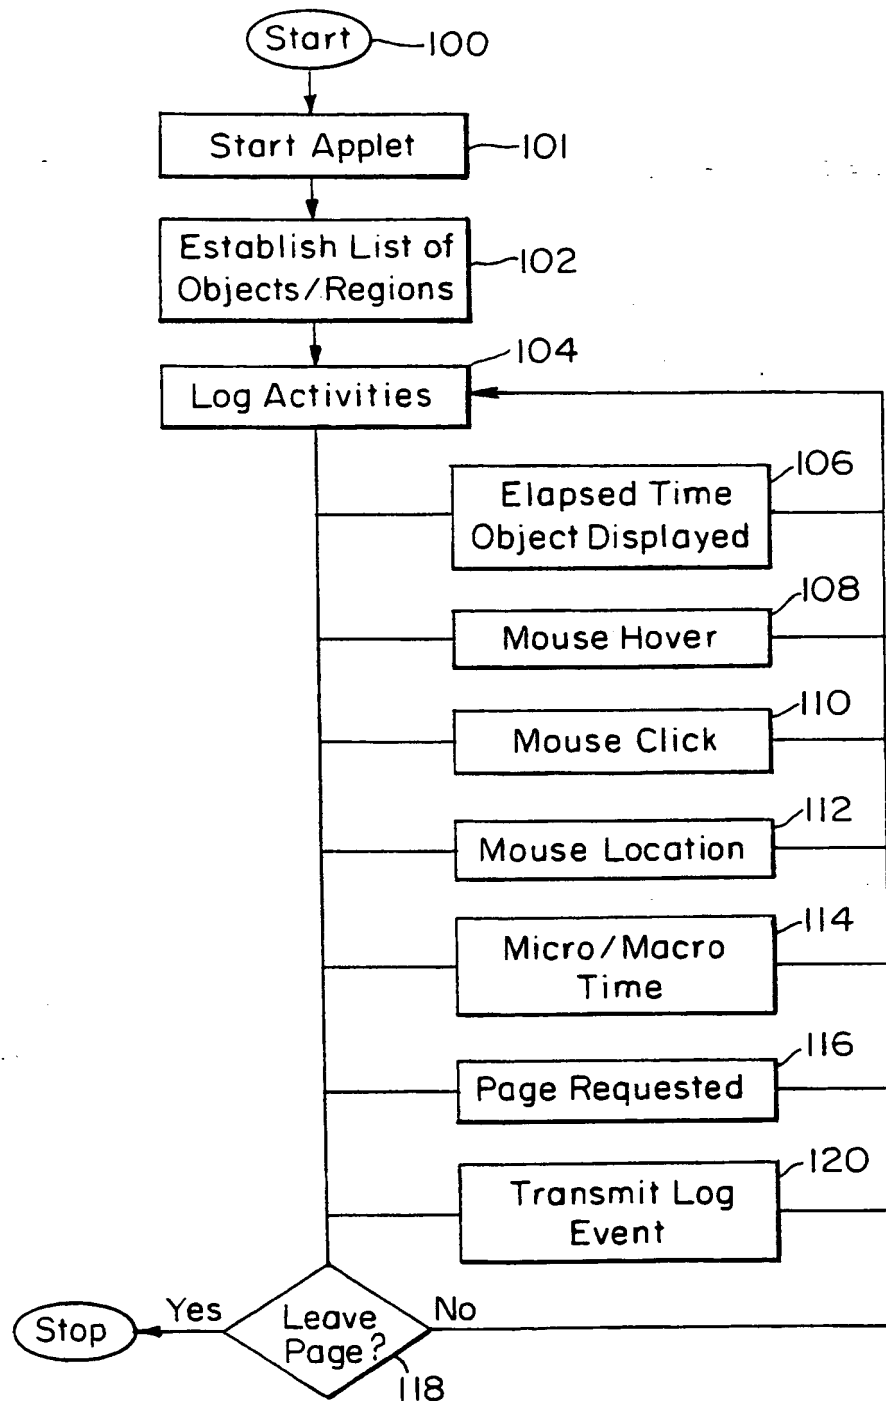 Start
100
Start Applet
101
Establish List of
Objects/Regions
102
104
Log Activities
106
Elapsed Time
Object Displayed
108
Mouse Hover
110
Mouse Click
112
Mouse Location
114
Micro/Macro
Time
116
Page Requested
120
Transmit Log
Event
Yes
No
Stop
Leave
Page?
118